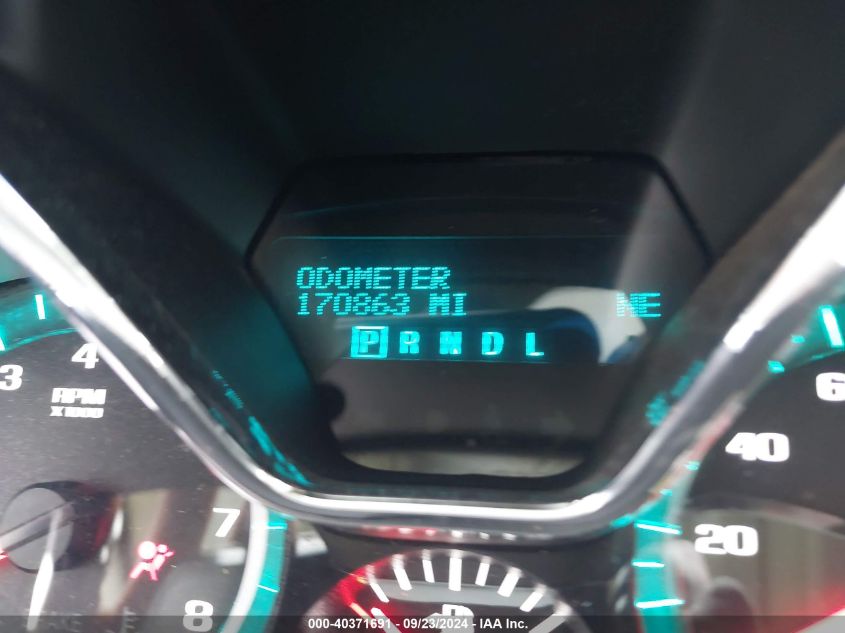 ODOMETER
170863 MI NE
P R N D L
3 4
RPM
X1000
7
8
60
40
20
000-40371691 - 09/23/2024 - IAA Inc.